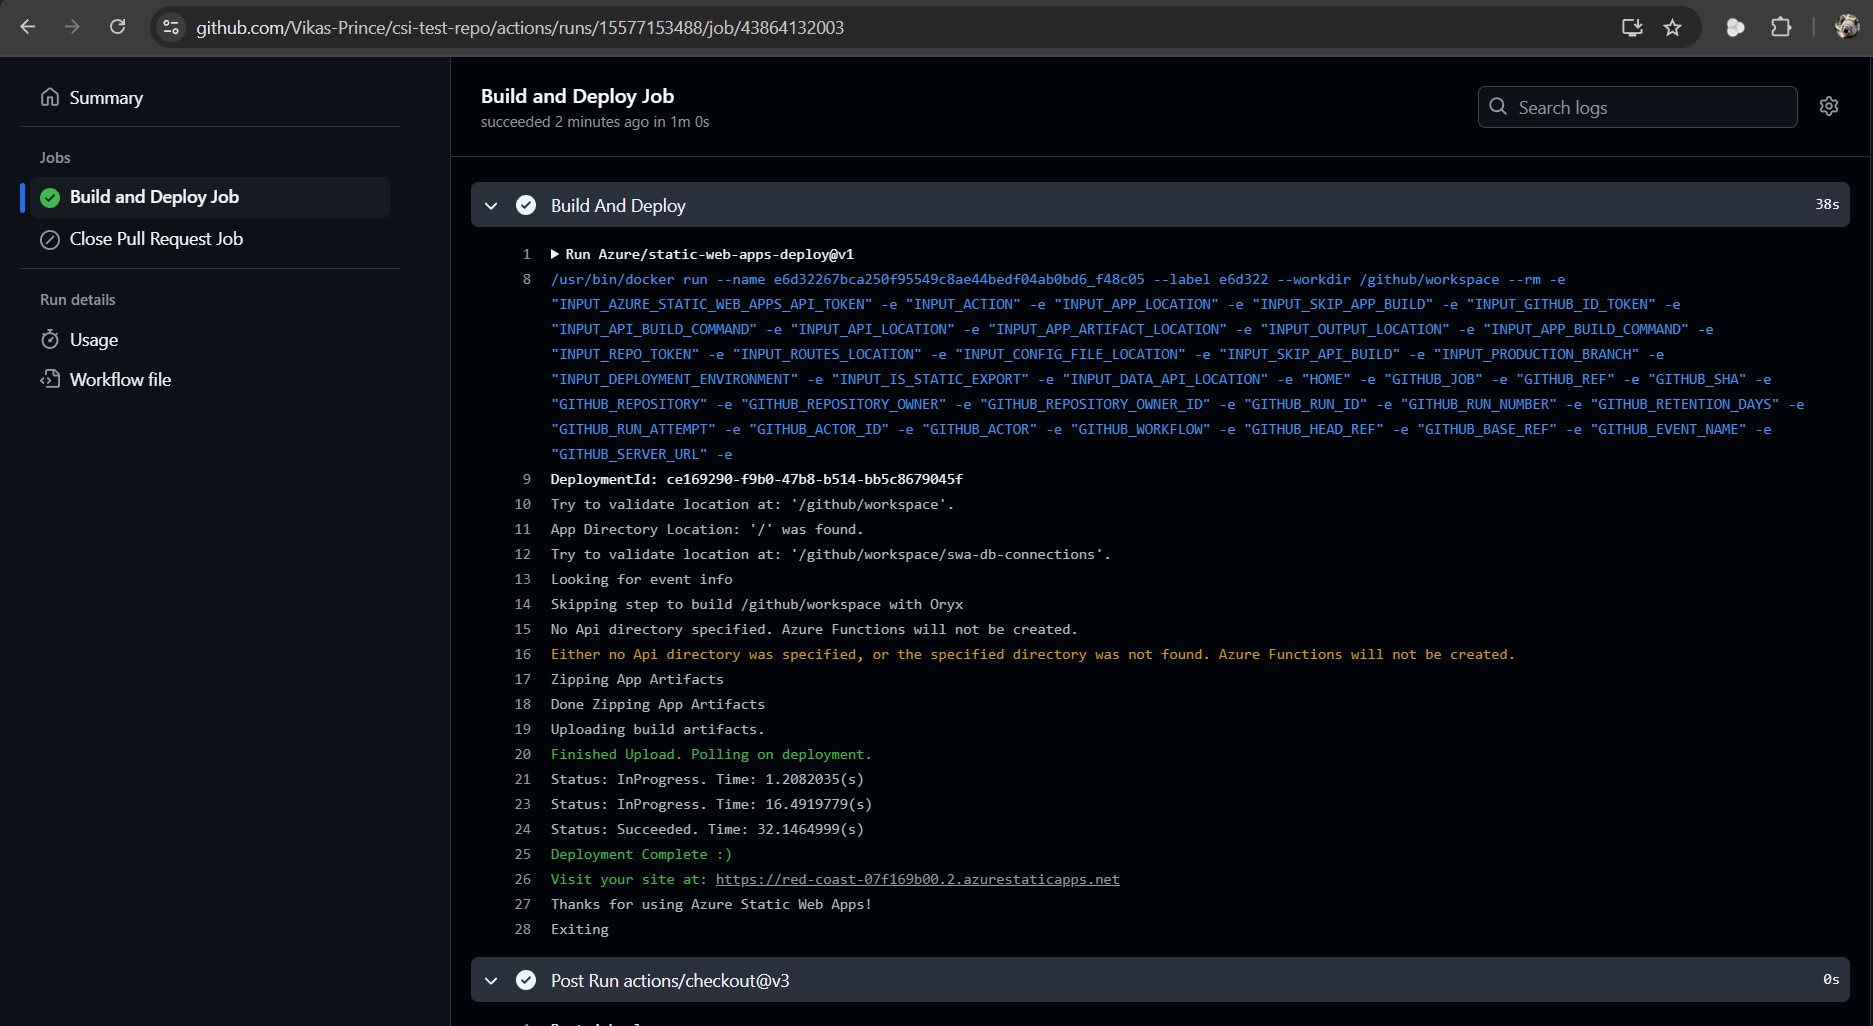 github.com/Vikas-Prince/csi-test-repo/actions/runs/15577153488/job/43864132003
Summary
Jobs
Build and Deploy Job
Close Pull Request Job
Run details
Usage
Workflow file
Build and Deploy Job
succeeded 2 minutes ago in 1m 0s
Search logs
Build And Deploy
38s
1 Run Azure/static-web-apps-deploy@v1
8 /usr/bin/docker run --name e6d32267bca250f95549c8ae44bedf04ab0bd6_f48c05 --label e6d322 --workdir /github/workspace --rm -e
"INPUT_AZURE_STATIC_WEB_APPS_API_TOKEN" -e "INPUT_ACTION" -e "INPUT_APP_LOCATION" -e "INPUT_SKIP_APP_BUILD" -e "INPUT_GITHUB_ID_TOKEN" -e
"INPUT_API_BUILD_COMMAND" -e "INPUT_API_LOCATION" -e "INPUT_APP_ARTIFACT_LOCATION" -e "INPUT_OUTPUT_LOCATION" -e "INPUT_APP_BUILD_COMMAND" -e
"INPUT_REPO_TOKEN" -e "INPUT_ROUTES_LOCATION" -e "INPUT_CONFIG_FILE_LOCATION" -e "INPUT_SKIP_API_BUILD" -e "INPUT_PRODUCTION_BRANCH" -e
"INPUT_DEPLOYMENT_ENVIRONMENT" -e "INPUT_IS_STATIC_EXPORT" -e "INPUT_DATA_API_LOCATION" -e "HOME" -e "GITHUB_JOB" -e "GITHUB_REF" -e "GITHUB_SHA" -e
"GITHUB_REPOSITORY" -e "GITHUB_REPOSITORY_OWNER" -e "GITHUB_REPOSITORY_OWNER_ID" -e "GITHUB_RUN_ID" -e "GITHUB_RUN_NUMBER" -e "GITHUB_RETENTION_DAYS" -e
"GITHUB_RUN_ATTEMPT" -e "GITHUB_ACTOR_ID" -e "GITHUB_ACTOR" -e "GITHUB_WORKFLOW" -e "GITHUB_HEAD_REF" -e "GITHUB_BASE_REF" -e "GITHUB_EVENT_NAME" -e
"GITHUB_SERVER_URL" -e
9 DeploymentId: ce169290-f9b0-47b8-b514-bb5c8679045f
10 Try to validate location at: '/github/workspace'.
11 App Directory Location: '/' was found.
12 Try to validate location at: '/github/workspace/swa-db-connections'.
13 Looking for event info
14 Skipping step to build /github/workspace with Oryx
15 No Api directory specified. Azure Functions will not be created.
16 Either no Api directory was specified, or the specified directory was not found. Azure Functions will not be created.
17 Zipping App Artifacts
18 Done Zipping App Artifacts
19 Uploading build artifacts.
20 Finished Upload. Polling on deployment.
21 Status: InProgress. Time: 1.2082035(s)
23 Status: InProgress. Time: 16.4919779(s)
24 Status: Succeeded. Time: 32.1464999(s)
25 Deployment Complete :)
26 Visit your site at: https://red-coast-07f169b00.2.azurestaticapps.net
27 Thanks for using Azure Static Web Apps!
28 Exiting
Post Run actions/checkout@v3
0s